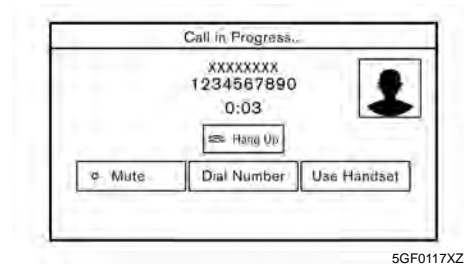 Call in Progress..
XXXXXXXX
1234567890
0:03
Hang Up
Mute
Dial Number
Use Handset
5GF0117XZ